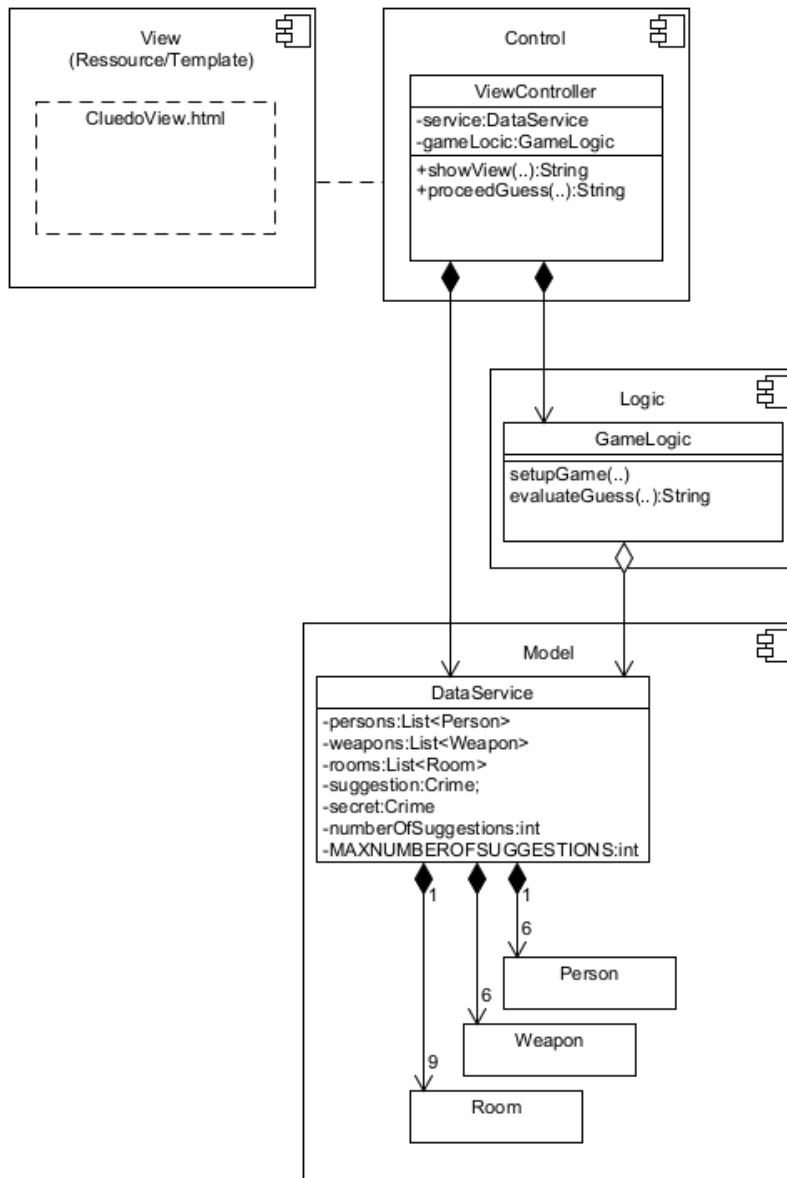 View
(Ressource/Template)
CluedoView.html
Control
ViewController
-service:DataService
-gameLocic:GameLogic
+showView(..):String
+proceedGuess(..):String
Logic
GameLogic
setupGame(..)
evaluateGuess(..):String
Model
DataService
-persons:List<Person>
-weapons:List<Weapon>
-rooms:List<Room>
-suggestion:Crime;
-secret:Crime
-numberOfSuggestions:int
-MAXNUMBEROFSUGGESTIONS:int
1
1
6
Person
6
Weapon
9
Room